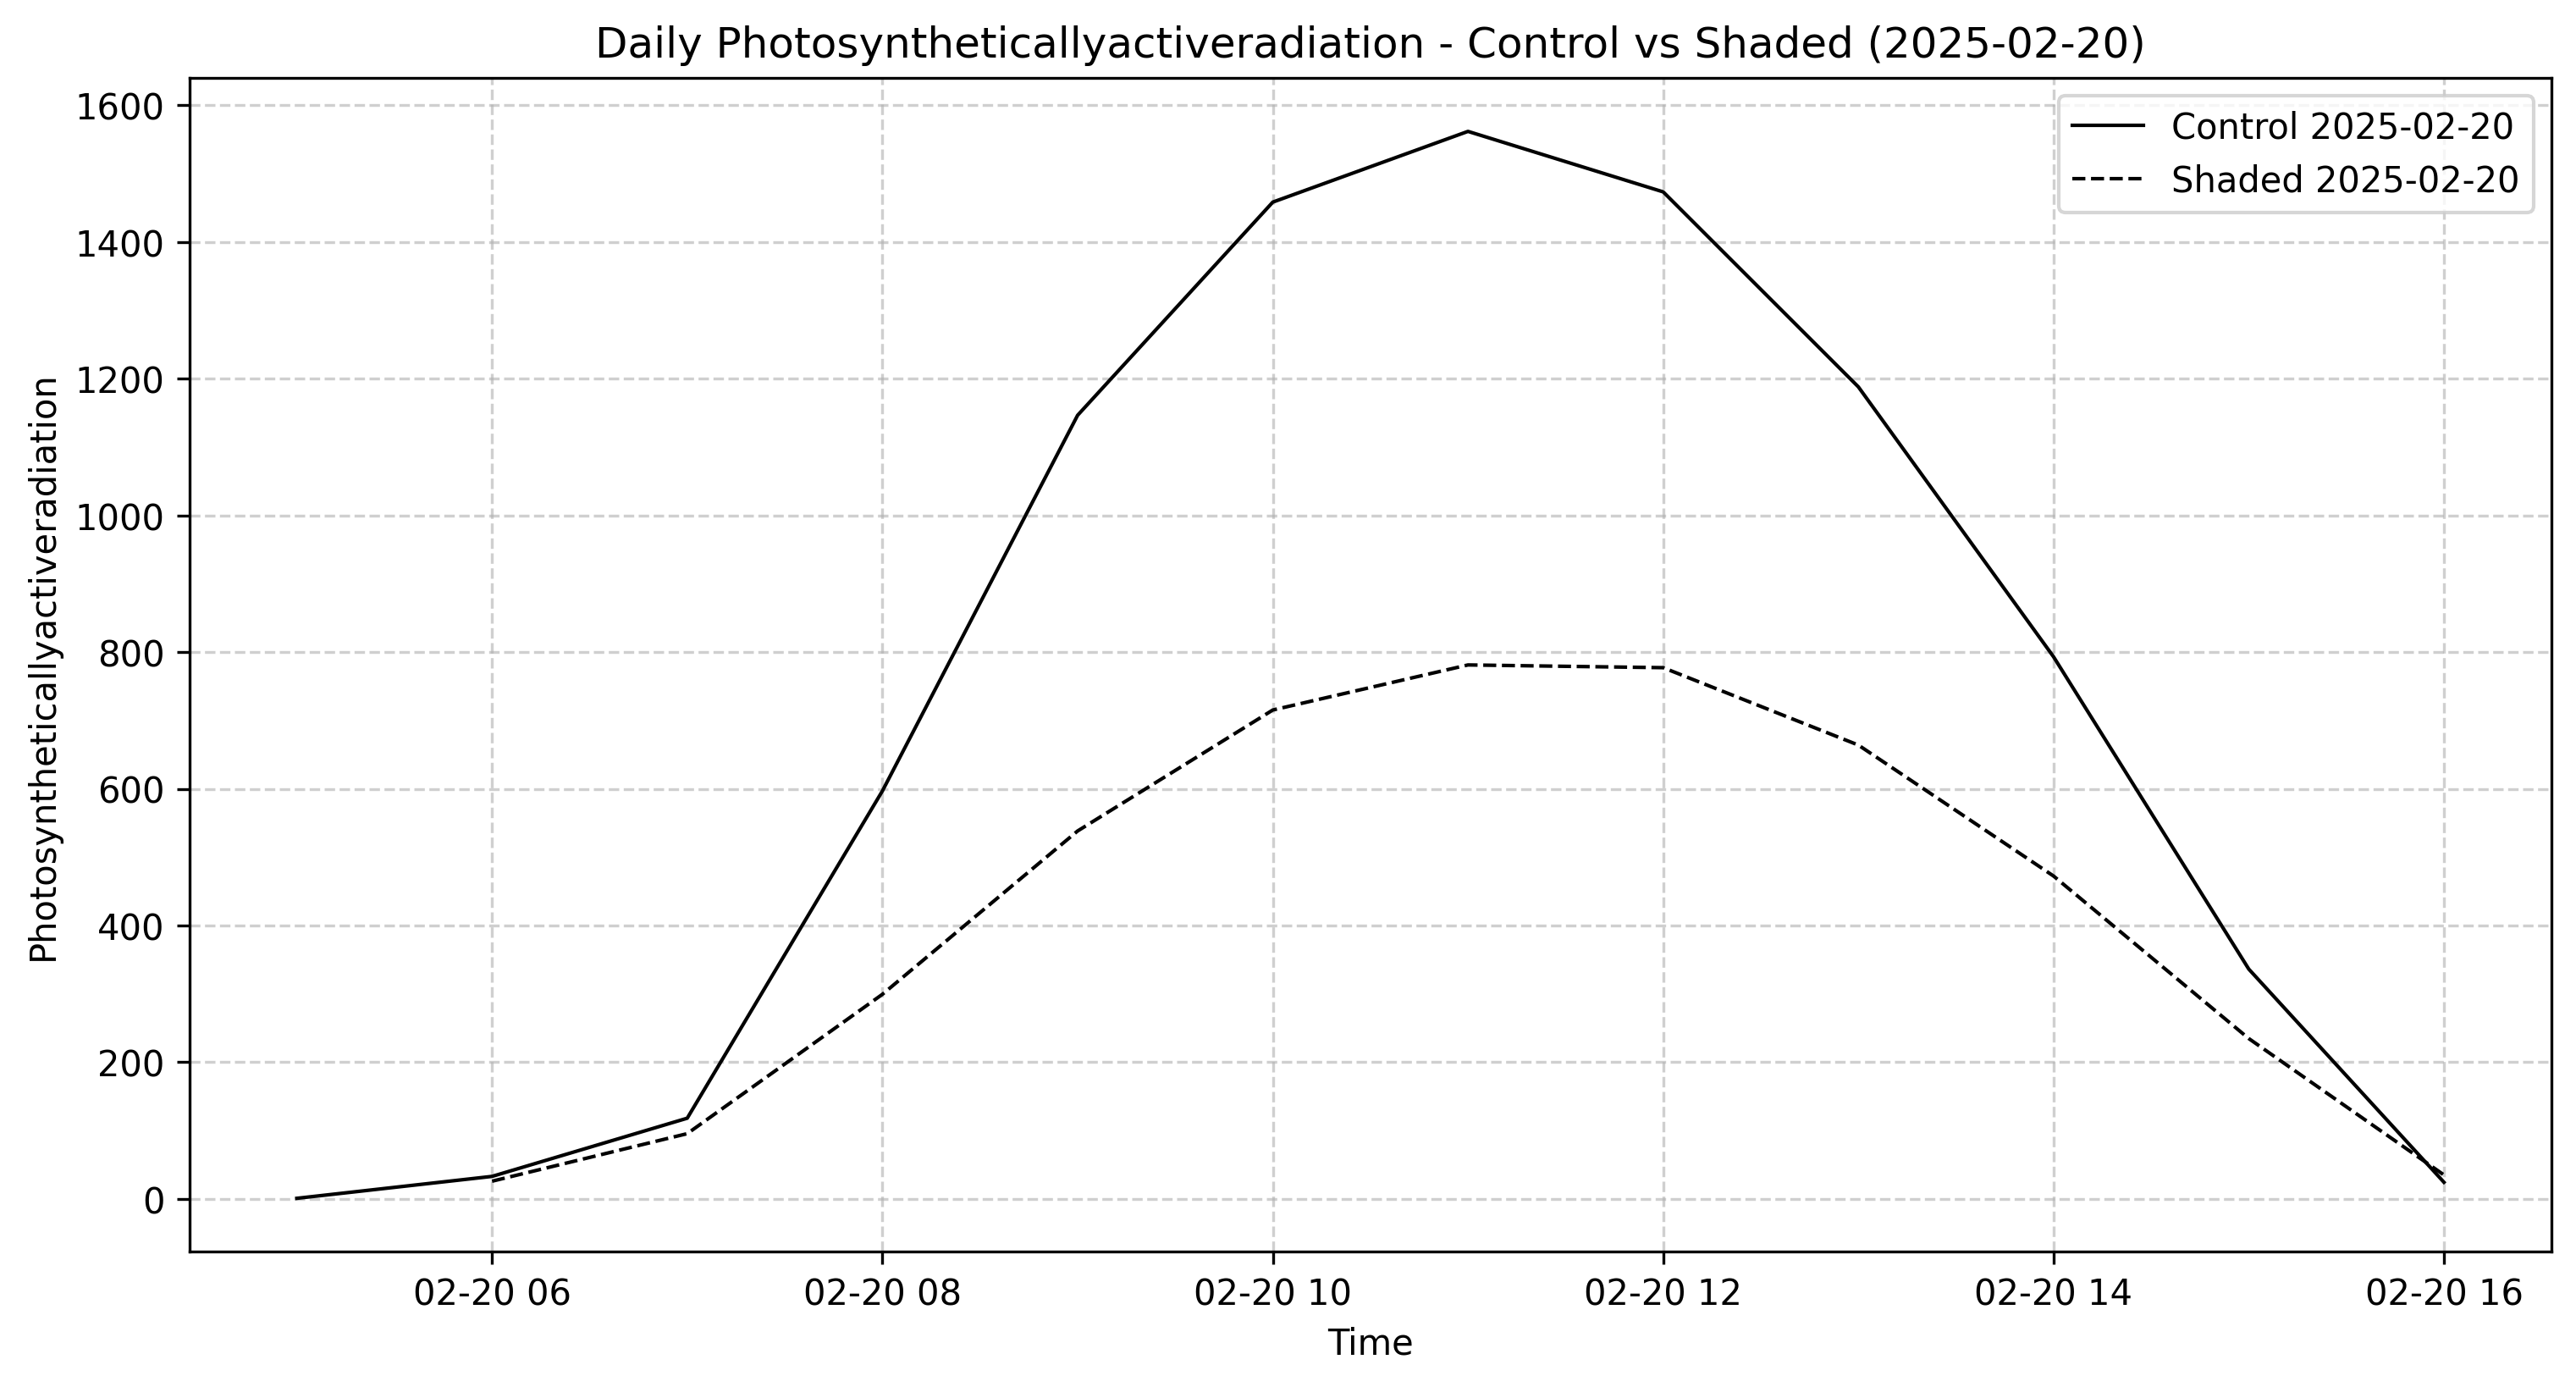 Daily Photosyntheticallyactiveradiation - Control vs Shaded (2025-02-20)
Control 2025-02-20
Shaded 2025-02-20
Photosyntheticallyactiveradiation
1600
1400
1200
1000
800
600
400
200
0
02-20 06 02-20 08 02-20 10 02-20 12 02-20 14 02-20 16
Time